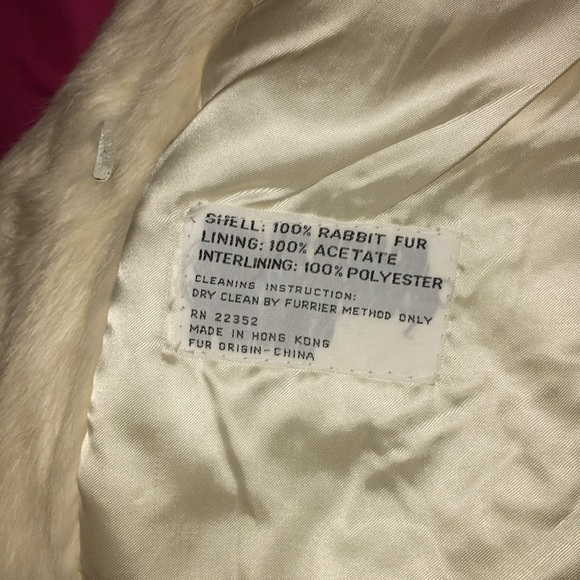 SHELL: 100% RABBIT FUR
LINING: 100% ACETATE
INTERLINING: 100% POLYESTER
CLEANING INSTRUCTION:
DRY CLEAN BY FURRIER METHOD ONLY
RN 22352
MADE IN HONG KONG
FUR ORIGIN-CHINA